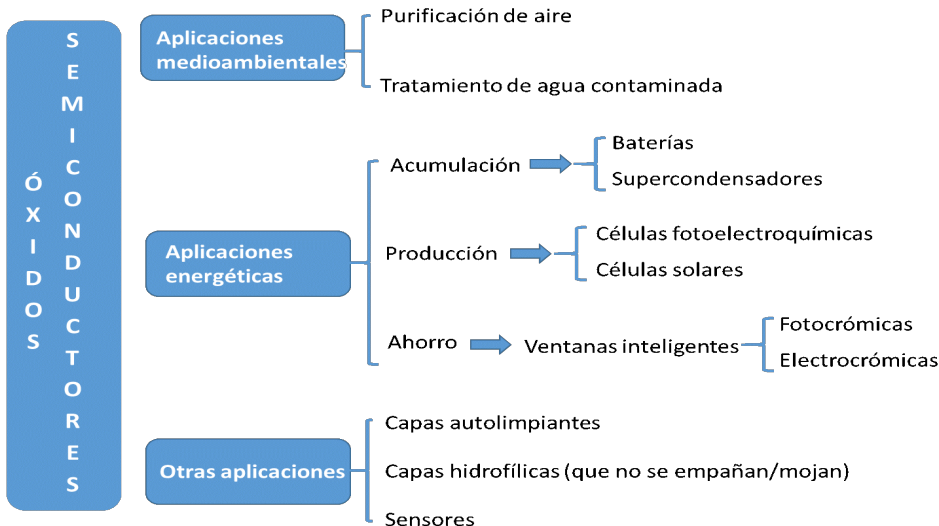 ÓXIDOS
SEMICONDUCTORES
Aplicaciones
medioambientales
Purificación de aire
Tratamiento de agua contaminada
Aplicaciones
energéticas
Acumulación
Baterías
Supercondensadores
Producción
Células fotoelectroquímicas
Células solares
Ahorro
Ventanas inteligentes
Fotocrómicas
Electrocrómicas
Otras aplicaciones
Capas autolimpiantes
Capas hidrofílicas (que no se empañan/mojan)
Sensores